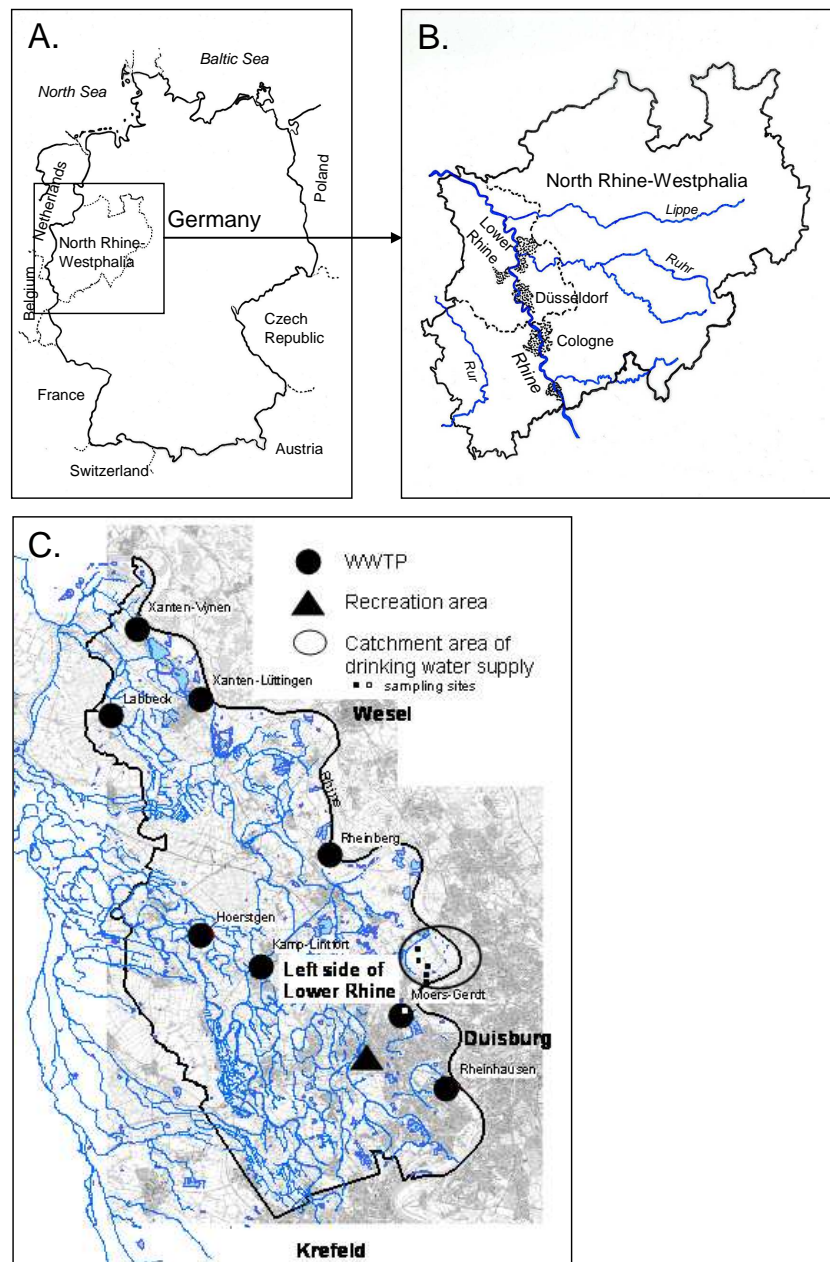 A.
Baltic Sea
North Sea
Netherlands
Poland
Germany
North Rhine-
Westphalia
Belgium
Czech
Republic
France
Austria
Switzerland
B.
North Rhine-Westphalia
Lippe
Lower
Rhine
Ruhr
Düsseldorf
Cologne
Rur
Rhine
C.
WWTP
Xanten-Vynen
Recreation area
Catchment area of
drinking water supply
sampling sites
Xanten-Lüttingen
Labbeck
Wesel
Rhine
Rheinberg
Hoerstgen
Kamp-Lintfort
Left side of
Lower Rhine
Moers-Gerdt
Duisburg
Rheinhausen
Krefeld